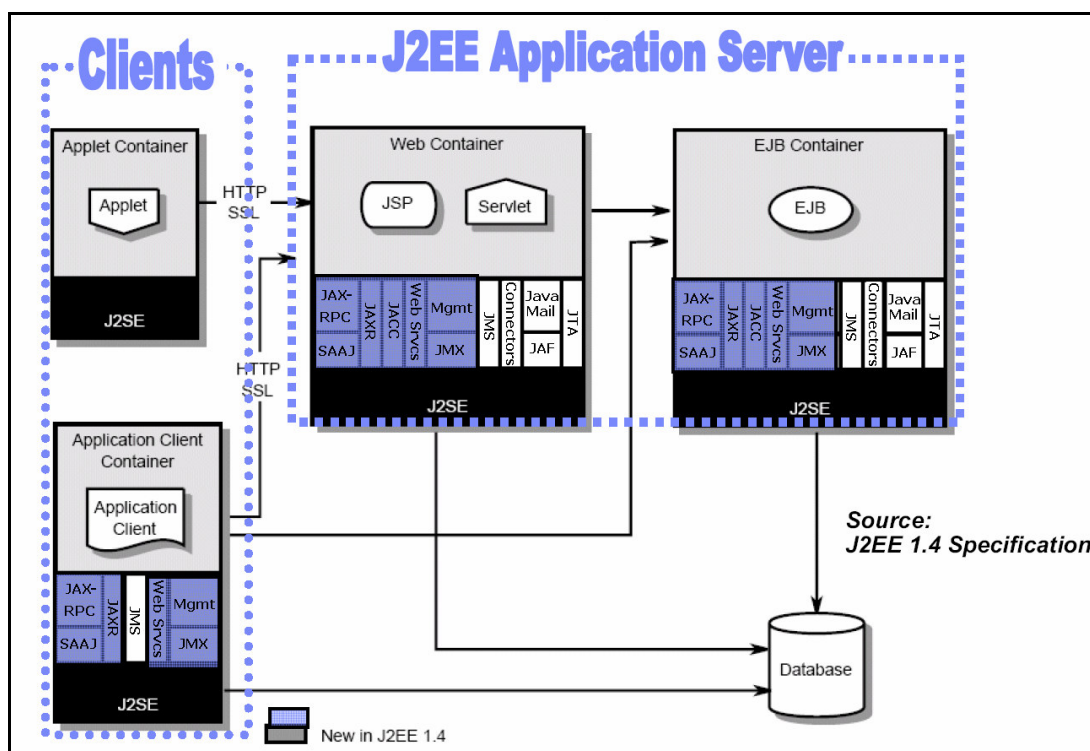 Clients
J2EE Application Server
Applet Container
Applet
J2SE
HTTP
SSL
Web Container
JSP
Servlet
JAX-
RPC
SAAJ
JAXR
JACC
Web Srvcs
Mgmt
JMX
JMS
Connectors
Java
Mail
JAF
JTA
J2SE
EJB Container
EJB
JAX-
RPC
SAAJ
JAXR
JACC
Web Srvcs
Mgmt
JMX
JMS
Connectors
Java
Mail
JAF
JTA
J2SE
HTTP
SSL
Application Client
Container
Application
Client
JAX-
RPC
SAAJ
JAXR
JMS
Web Srvcs
Mgmt
JMX
J2SE
Source:
J2EE 1.4 Specification
Database
New in J2EE 1.4